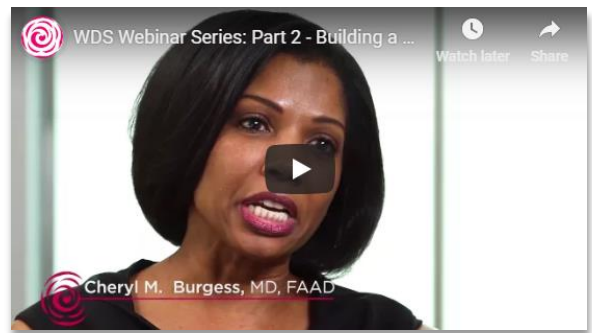 WDS Webinar Series: Part 2 - Building a ...
Watch later
Share
Cheryl M. Burgess, MD, FAAD